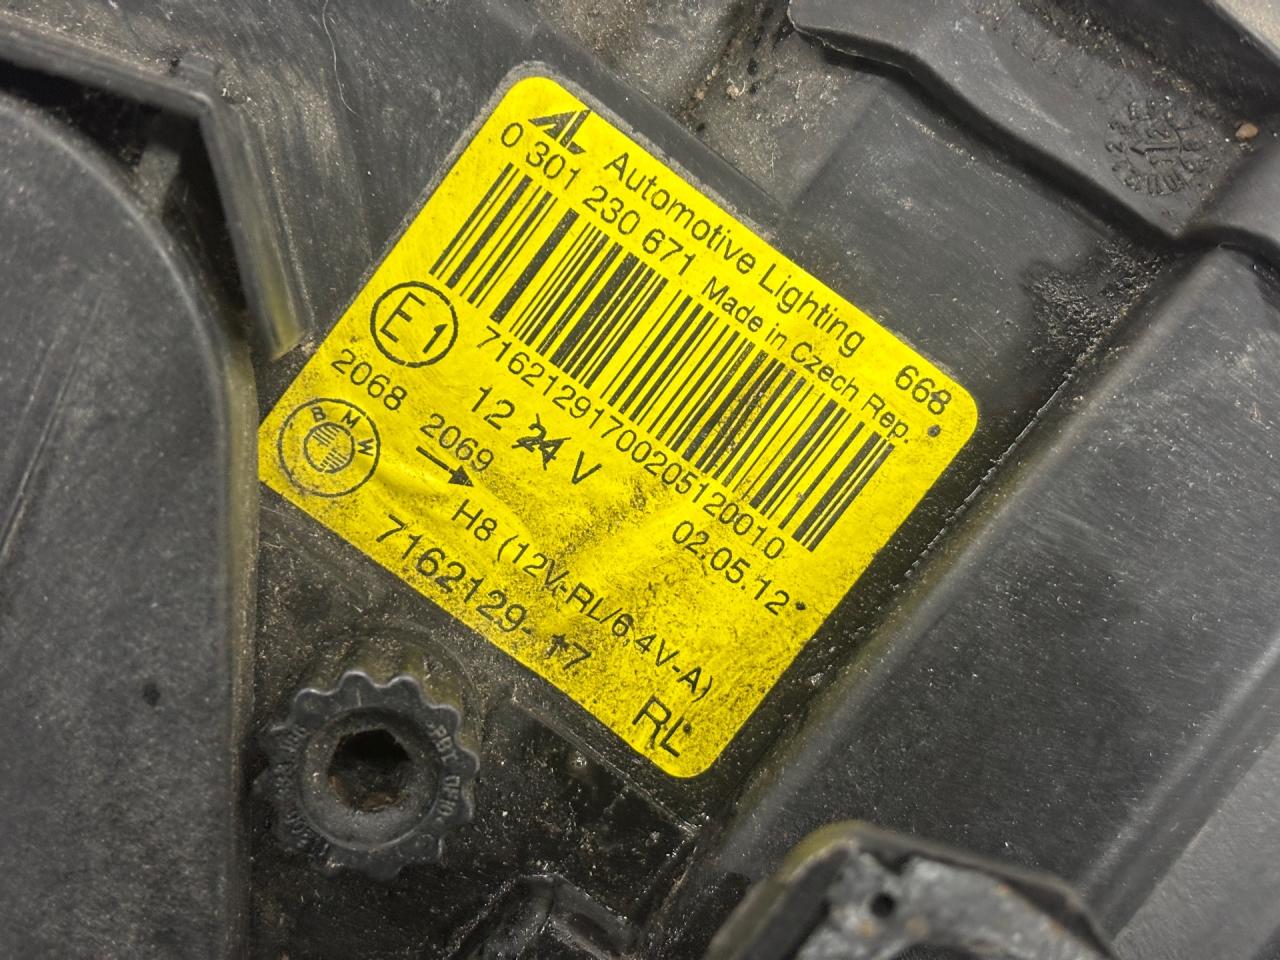 AL Automotive Lighting 668
0 301 230 671 Made in Czech Rep.
71621291700205120010
E1 12 24 V 02.05.12
2068 2069
BMW H8 (12V-RL/6.4V-A)
7162129-17 RL